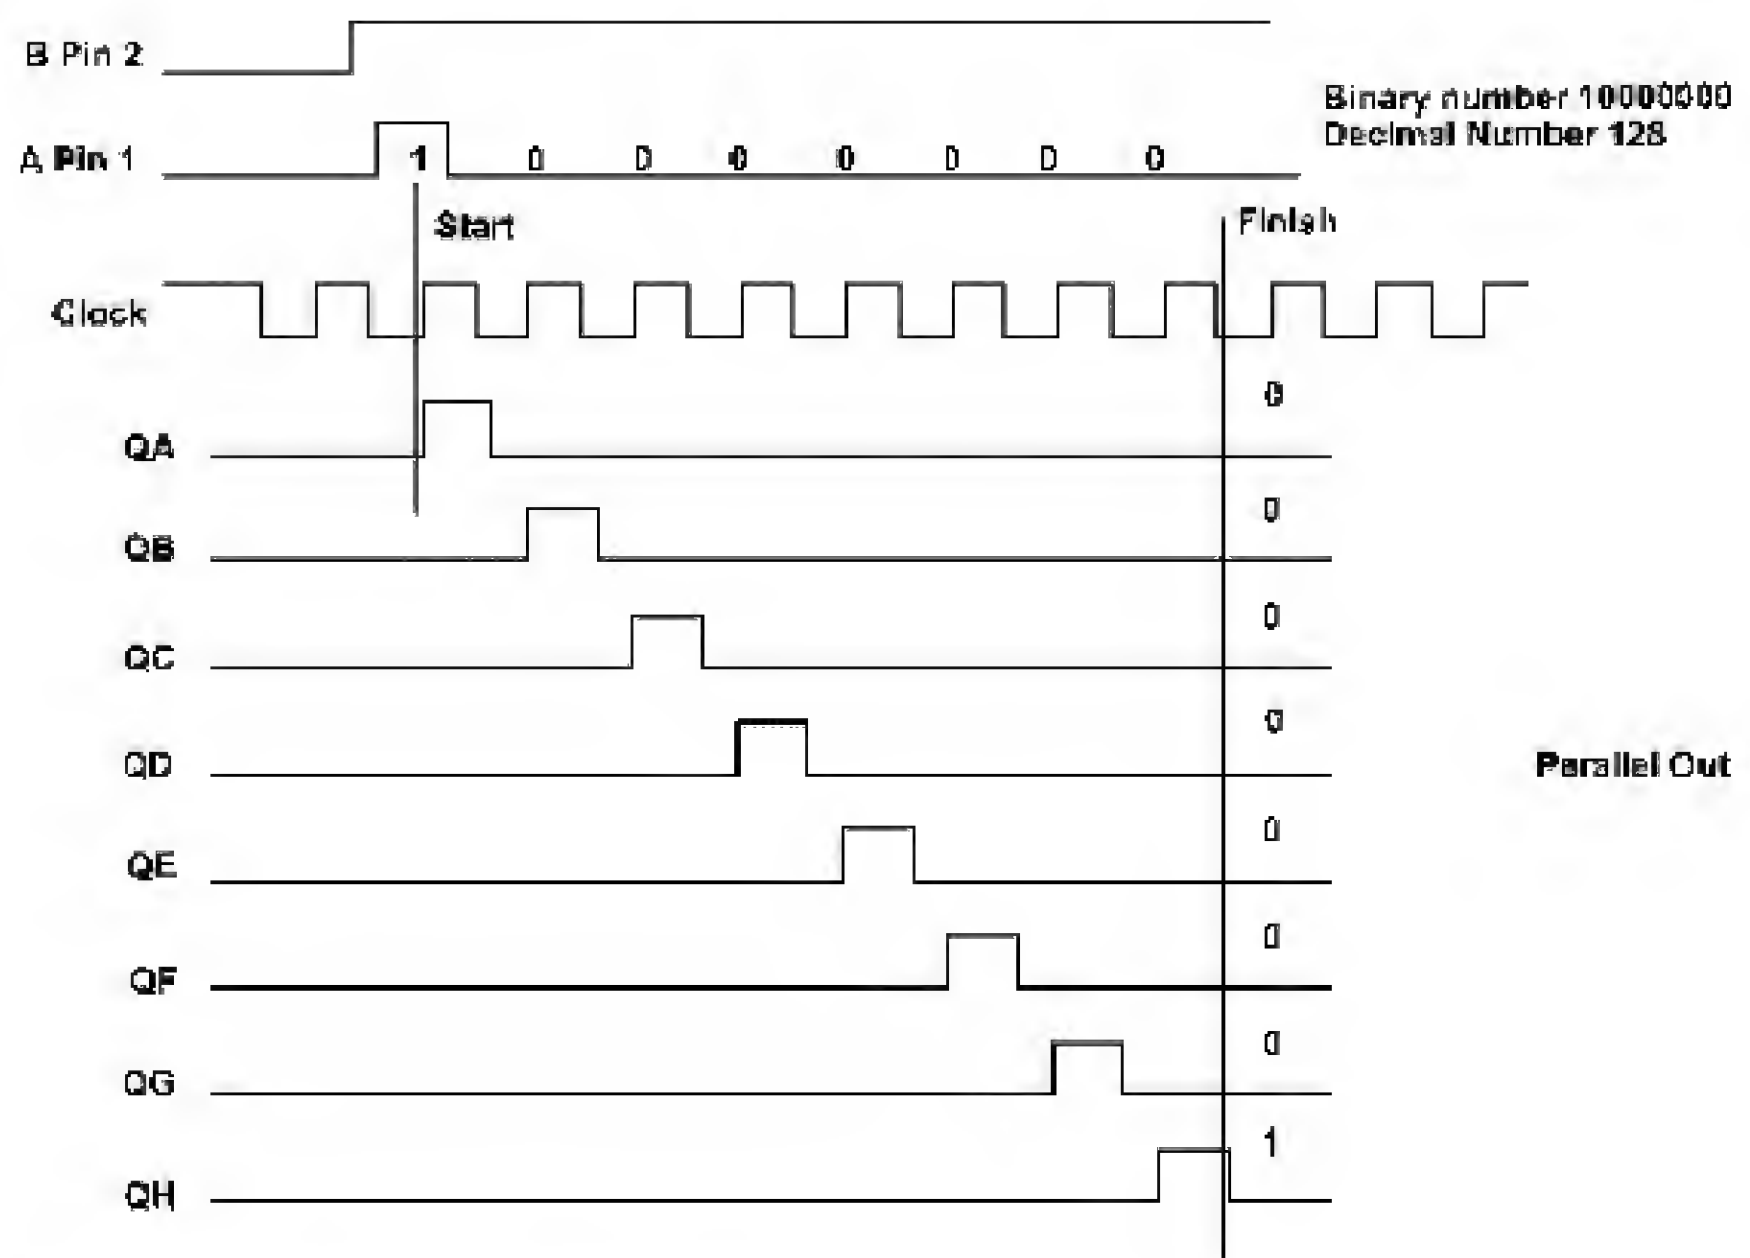 B Pin 2
Binary number 10000000
Decimal Number 128
A Pin 1
1 0 0 0 0 0 0 0
Start
Finish
Clock
0
QA
0
QB
0
QC
0
QD
Parallel Out
0
QE
0
QF
0
QG
1
QH